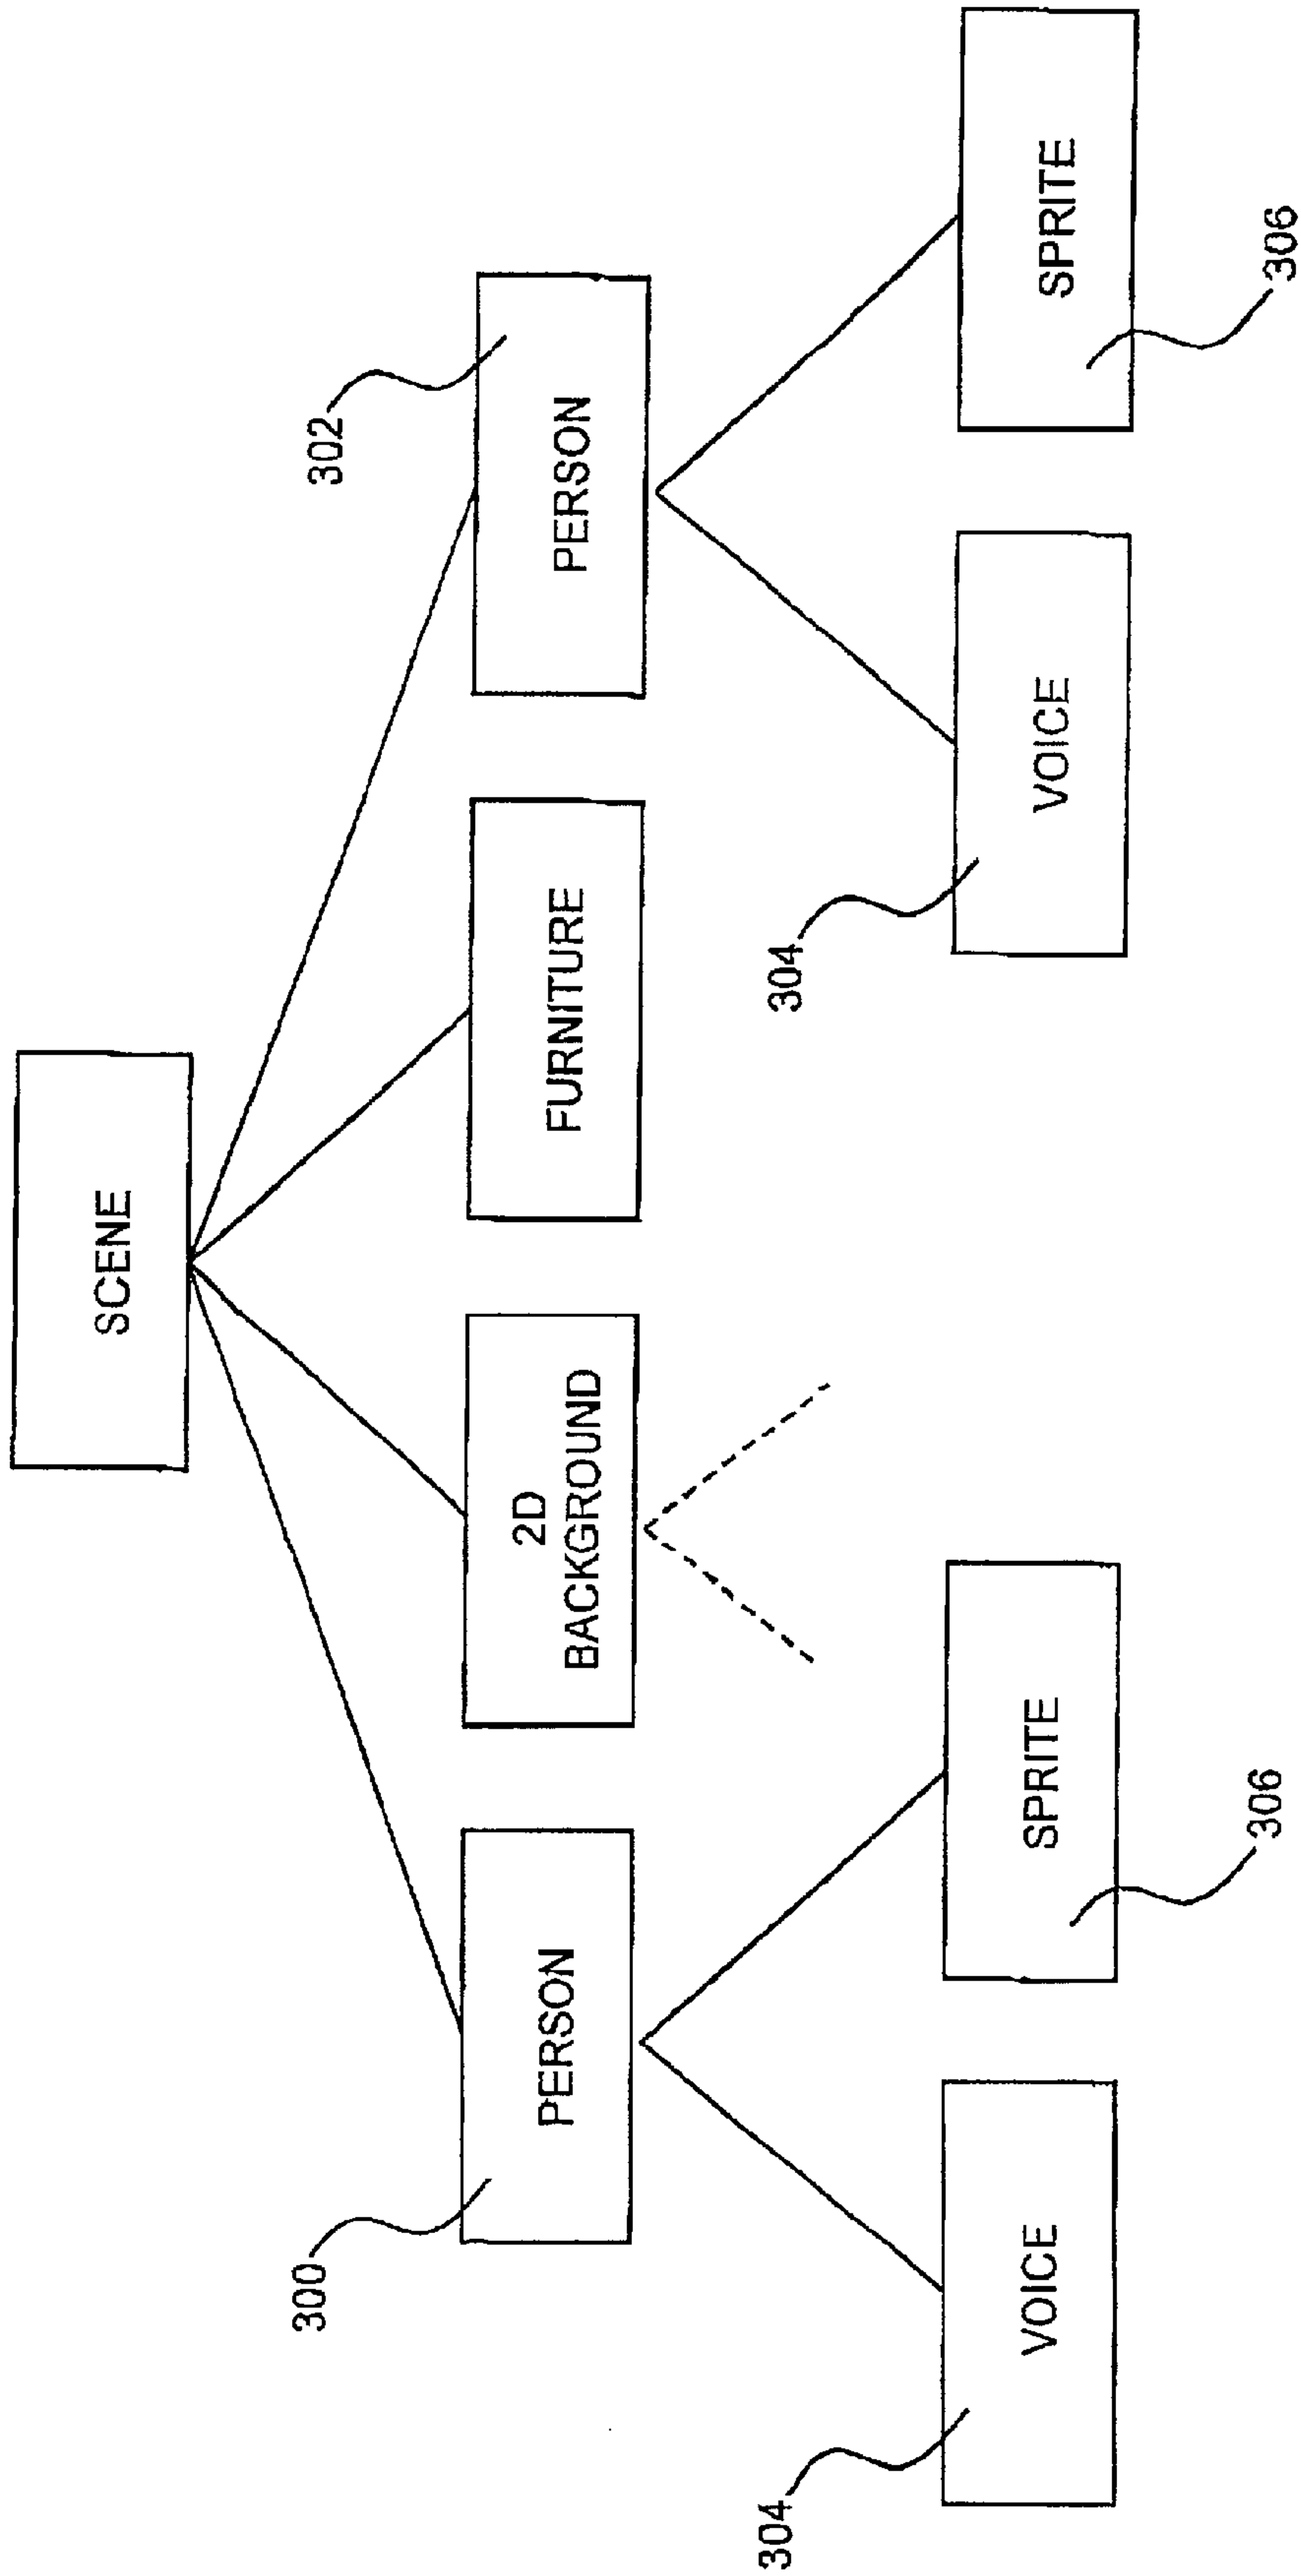 SCENE
302
300
PERSON
2D
BACKGROUND
FURNITURE
PERSON
304
304
VOICE
SPRITE
VOICE
SPRITE
306
306